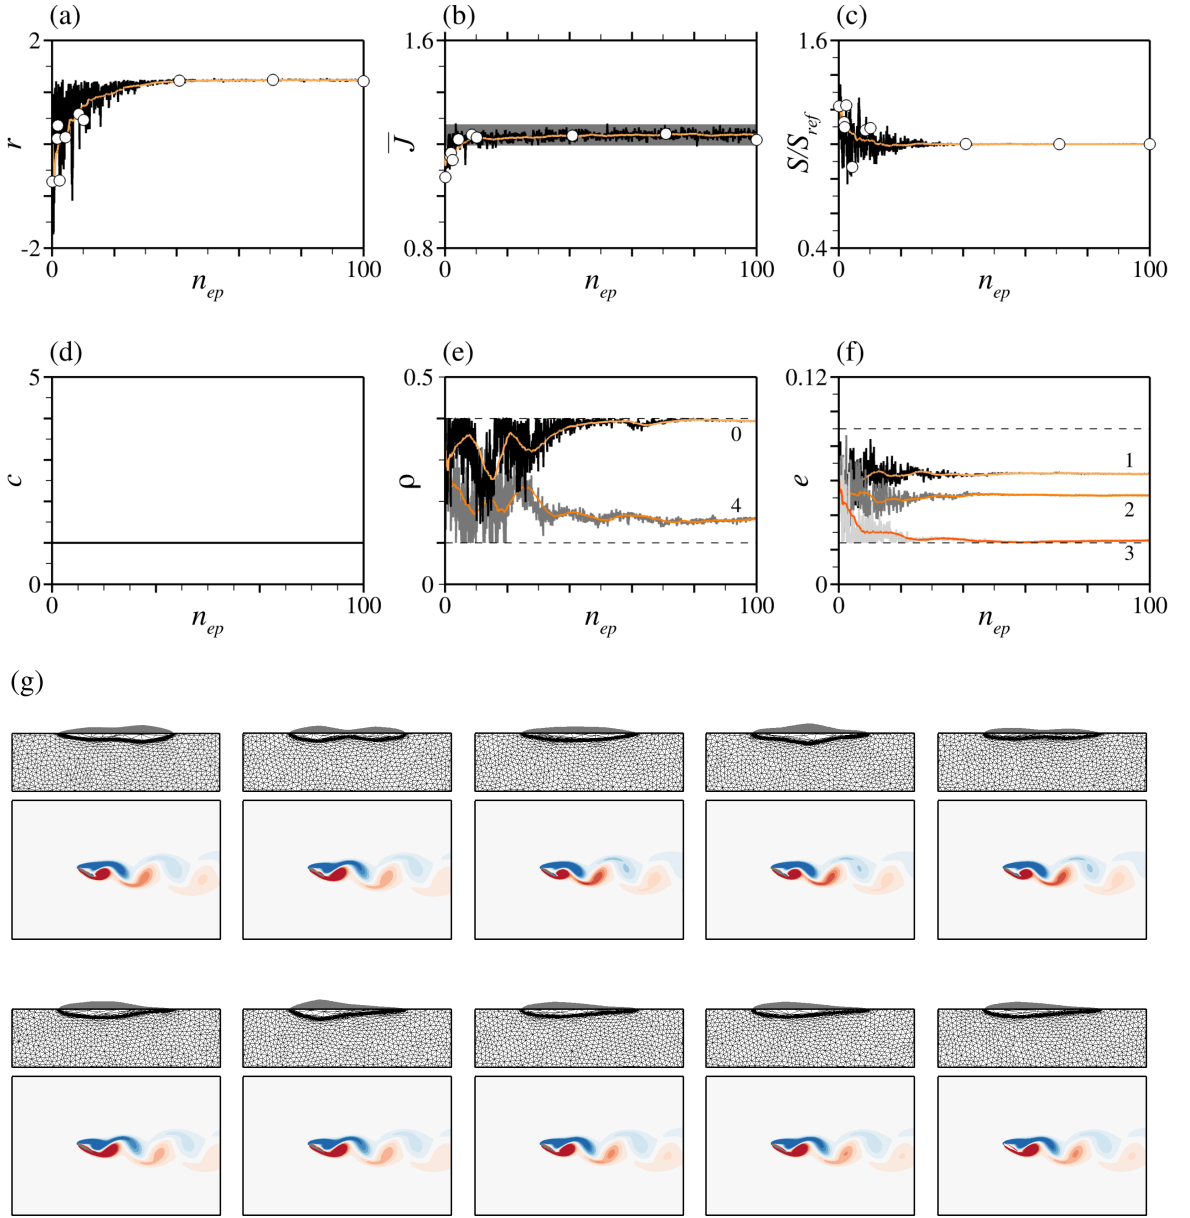 (a) (b) (c)
2 1.6 1.6
r J S/S_ref
-2 0.8 0.4
0 100 0 100 0 100
n_ep n_ep n_ep
(d) (e) (f)
5 0.5 0.12
0 1
c ρ e 2
4
3
0 0 0
0 100 0 100 0 100
n_ep n_ep n_ep
(g)